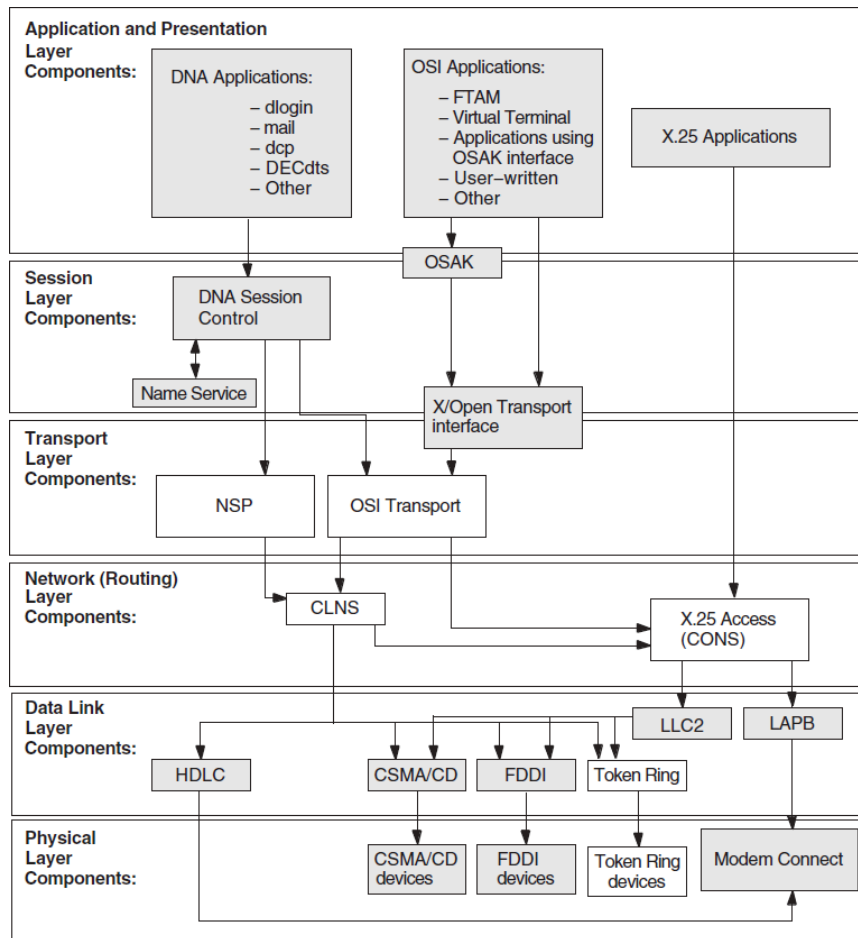 Application and Presentation
Layer
Components:
DNA Applications:
– dlogin
– mail
– dcp
– DECdts
– Other
OSI Applications:
– FTAM
– Virtual Terminal
– Applications using
OSAK interface
– User–written
– Other
X.25 Applications
OSAK
Session
Layer
Components:
DNA Session
Control
Name Service
X/Open Transport
interface
Transport
Layer
Components:
NSP
OSI Transport
Network (Routing)
Layer
Components:
CLNS
X.25 Access
(CONS)
Data Link
Layer
Components:
LLC2
LAPB
HDLC
CSMA/CD
FDDI
Token Ring
Physical
Layer
Components:
CSMA/CD
devices
FDDI
devices
Token Ring
devices
Modem Connect